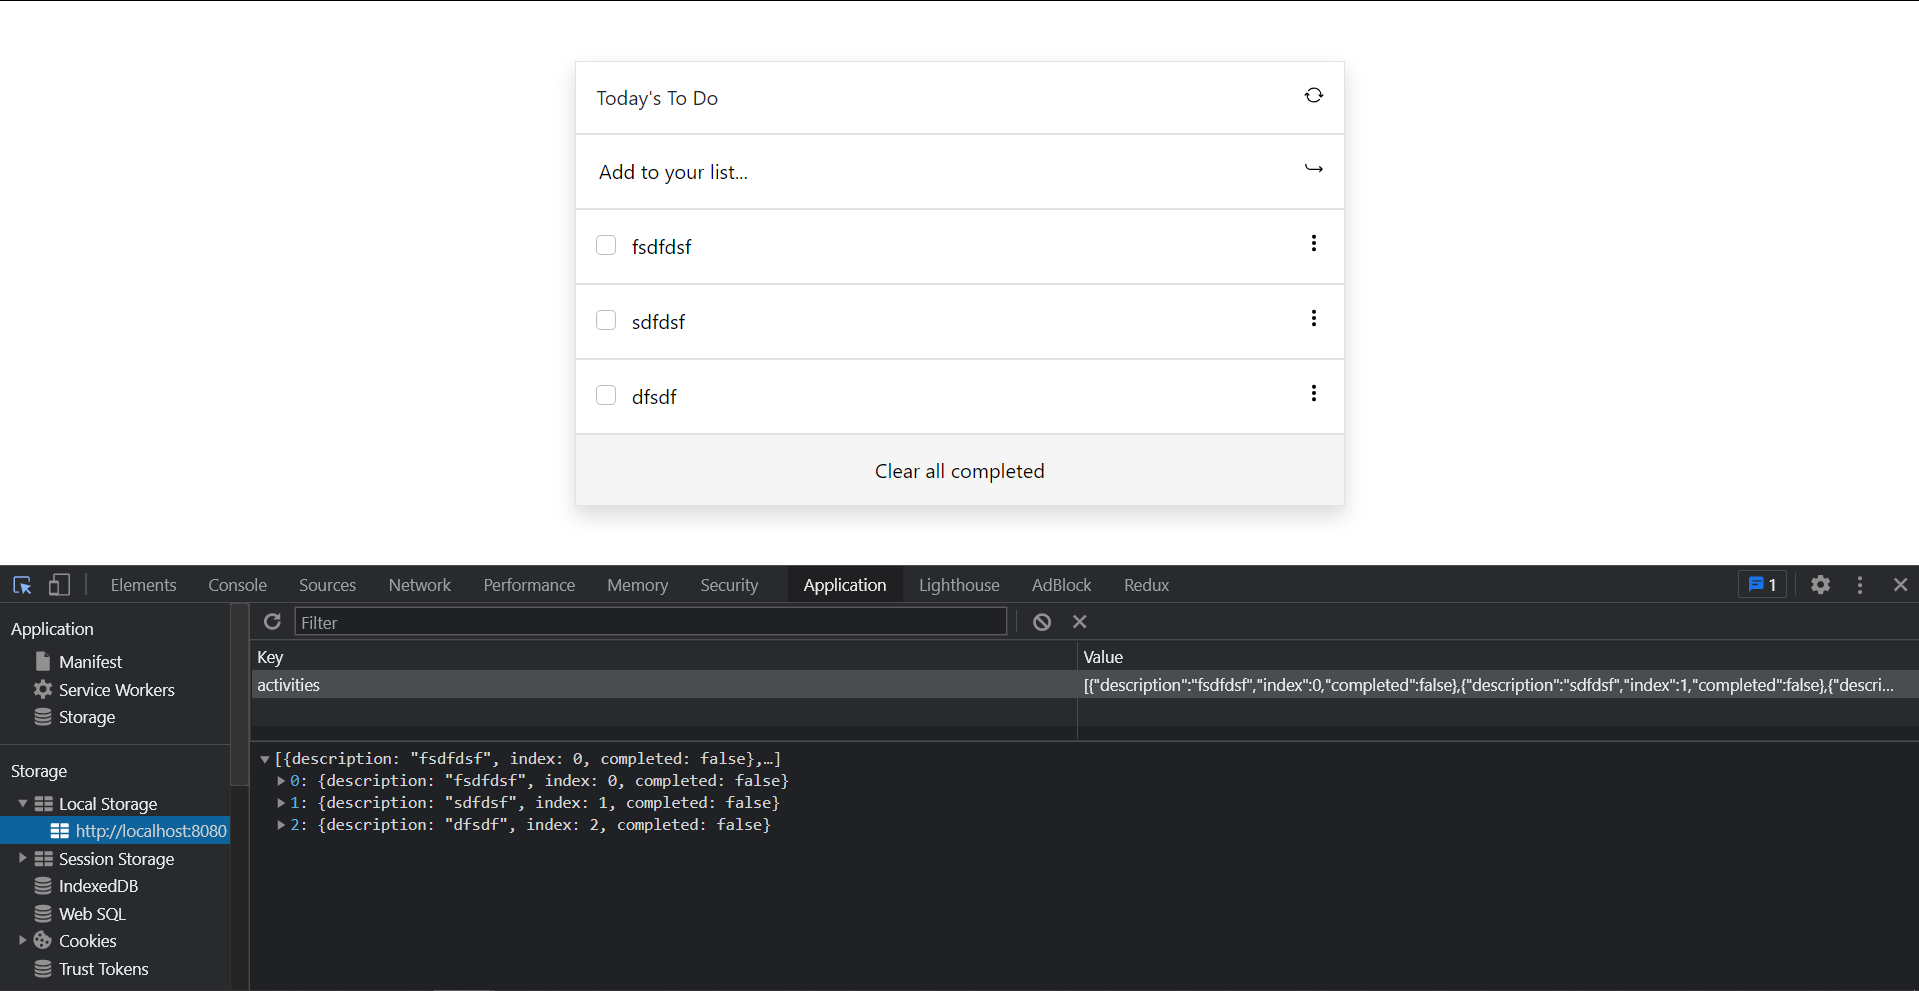 Today's To Do
Add to your list...
fsdfdsf
sdfdsf
dfsdf
Clear all completed
Elements Console Sources Network Performance Memory Security Application Lighthouse AdBlock Redux 1
Application
Manifest
Service Workers
Storage
Storage
Local Storage
http://localhost:8080
Session Storage
IndexedDB
Web SQL
Cookies
Trust Tokens
Filter
Key Value
activities [{"description":"fsdfdsf","index":0,"completed":false},{"description":"sdfdsf","index":1,"completed":false},{"descri...
[{description: "fsdfdsf", index: 0, completed: false},…]
0: {description: "fsdfdsf", index: 0, completed: false}
1: {description: "sdfdsf", index: 1, completed: false}
2: {description: "dfsdf", index: 2, completed: false}